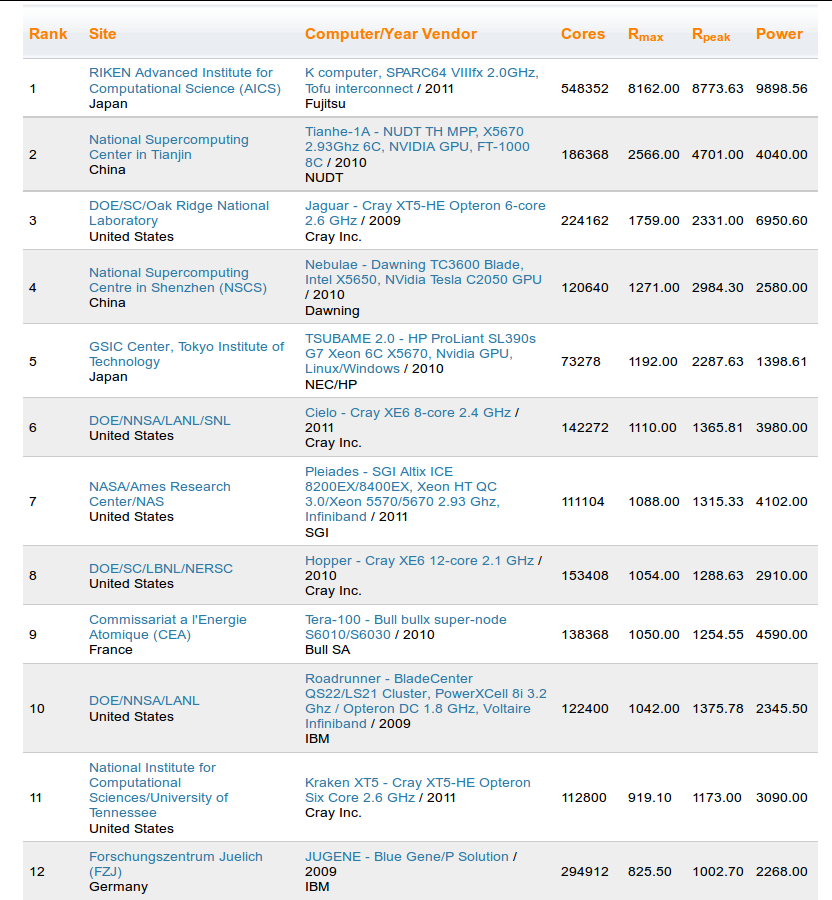 Rank Site Computer/Year Vendor Cores Rmax Rpeak Power
RIKEN Advanced Institute for K computer, SPARC64 VIIIfx 2.0GHz,
1 Computational Science (AICS) Tofu interconnect / 2011 548352 8162.00 8773.63 9898.56
Japan Fujitsu
Tianhe-1A - NUDT TH MPP, X5670
National Supercomputing 2.93Ghz 6C, NVIDIA GPU, FT-1000
2 Center in Tianjin 8C / 2010 186368 2566.00 4701.00 4040.00
China NUDT
DOE/SC/Oak Ridge National Jaguar - Cray XT5-HE Opteron 6-core
3 Laboratory 2.6 GHz / 2009 224162 1759.00 2331.00 6950.60
United States Cray Inc.
Nebulae - Dawning TC3600 Blade,
National Supercomputing Intel X5650, NVidia Tesla C2050 GPU
4 Centre in Shenzhen (NSCS) / 2010 120640 1271.00 2984.30 2580.00
China Dawning
TSUBAME 2.0 - HP ProLiant SL390s
GSIC Center, Tokyo Institute of G7 Xeon 6C X5670, Nvidia GPU,
5 Technology Linux/Windows / 2010 73278 1192.00 2287.63 1398.61
Japan NEC/HP
DOE/NNSA/LANL/SNL Cielo - Cray XE6 8-core 2.4 GHz /
6 United States 2011 142272 1110.00 1365.81 3980.00
Cray Inc.
Pleiades - SGI Altix ICE
NASA/Ames Research 8200EX/8400EX, Xeon HT QC
7 Center/NAS 3.0/Xeon 5570/5670 2.93 Ghz, 111104 1088.00 1315.33 4102.00
United States Infiniband / 2011
SGI
DOE/SC/LBNL/NERSC Hopper - Cray XE6 12-core 2.1 GHz /
8 United States 2010 153408 1054.00 1288.63 2910.00
Cray Inc.
Commissariat a l'Energie Tera-100 - Bull bullx super-node
9 Atomique (CEA) S6010/S6030 / 2010 138368 1050.00 1254.55 4590.00
France Bull SA
Roadrunner - BladeCenter
DOE/NNSA/LANL QS22/LS21 Cluster, PowerXCell 8i 3.2
10 United States Ghz / Opteron DC 1.8 GHz, Voltaire 122400 1042.00 1375.78 2345.50
Infiniband / 2009
IBM
National Institute for
Computational Kraken XT5 - Cray XT5-HE Opteron
11 Sciences/University of Six Core 2.6 GHz / 2011 112800 919.10 1173.00 3090.00
Tennessee Cray Inc.
United States
Forschungszentrum Juelich JUGENE - Blue Gene/P Solution /
12 (FZJ) 2009 294912 825.50 1002.70 2268.00
Germany IBM